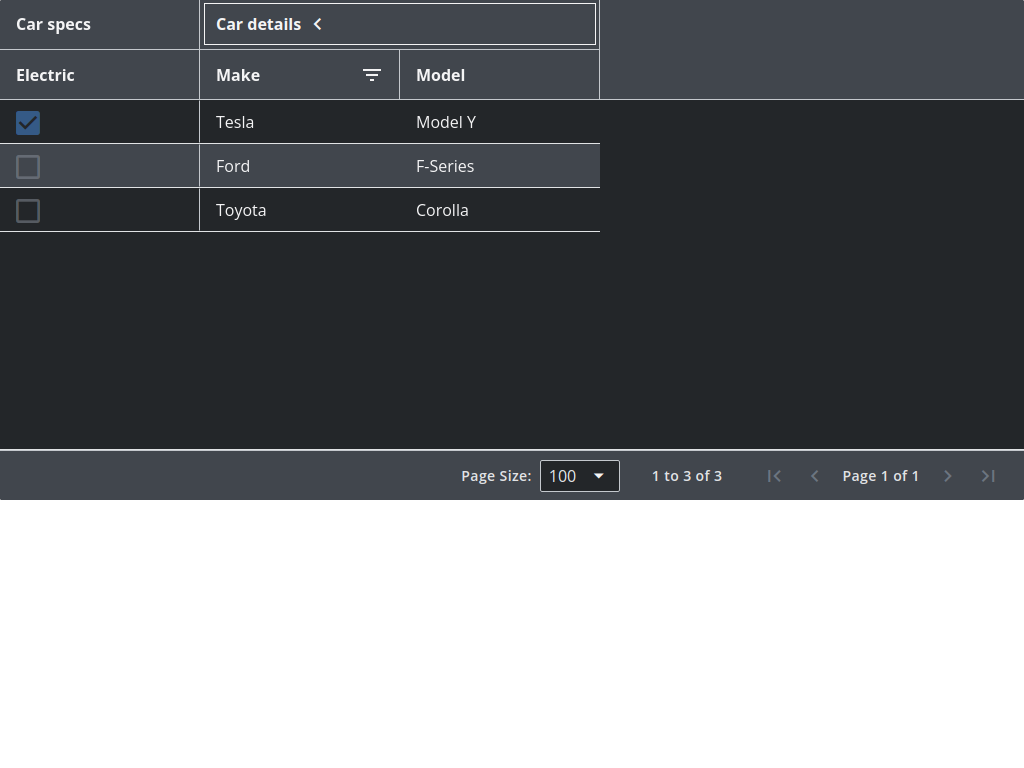 Car specs Car details
Electric Make Model
Tesla Model Y
Ford F-Series
Toyota Corolla
Page Size: 100 1 to 3 of 3 Page 1 of 1